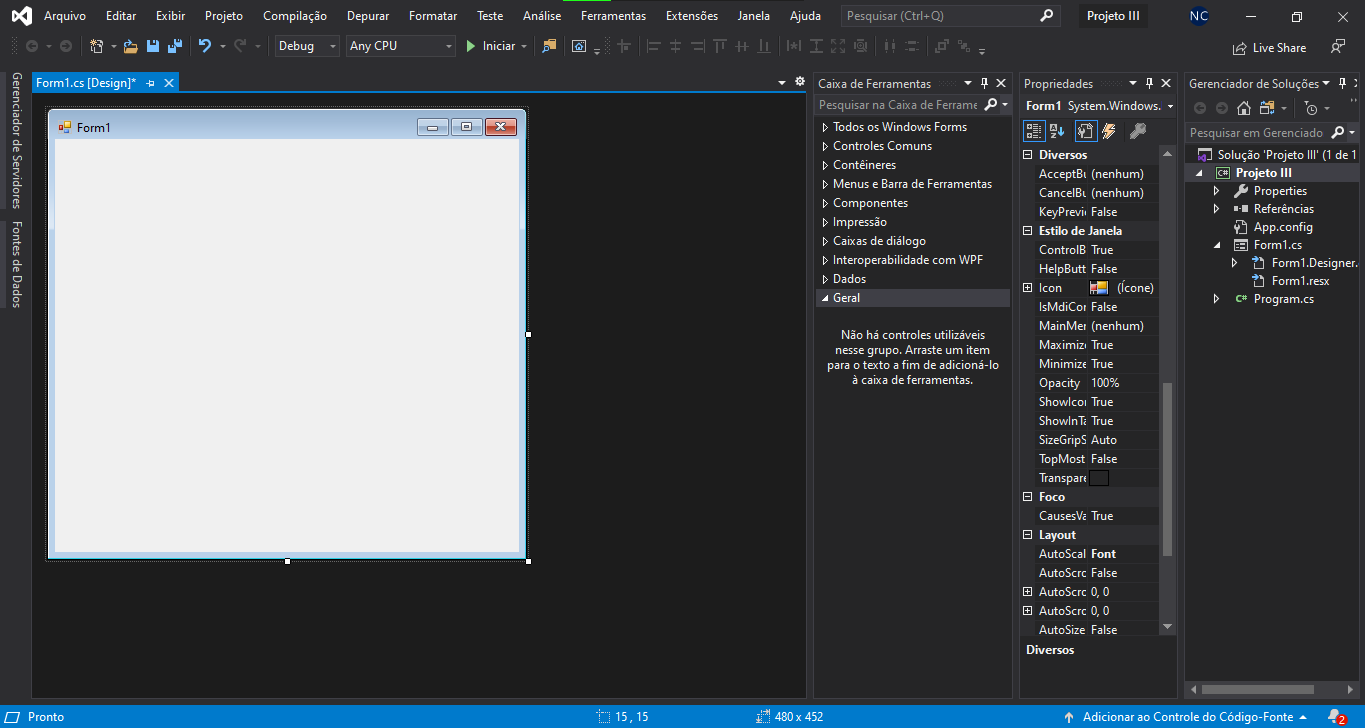 Arquivo Editar Exibir Projeto Compilação Depurar Formatar Teste Análise Ferramentas Extensões Janela Ajuda Pesquisar (Ctrl+Q) Projeto III NC
Debug Any CPU Iniciar Live Share
Gerenciador de Servidores
Fontes de Dados
Form1.cs [Design]*
Form1
Caixa de Ferramentas
Pesquisar na Caixa de Ferrame
Todos os Windows Forms
Controles Comuns
Contêineres
Menus e Barra de Ferramentas
Componentes
Impressão
Caixas de diálogo
Interoperabilidade com WPF
Dados
Geral
Não há controles utilizáveis
nesse grupo. Arraste um item
para o texto a fim de adicioná-lo
à caixa de ferramentas.
Propriedades
Form1 System.Windows.
Diversos
AcceptBu (nenhum)
CancelBu (nenhum)
KeyPrevi False
Estilo de Janela
ControlB True
HelpButt False
Icon (Ícone)
IsMdiCor False
MainMer (nenhum)
Maximize True
Minimize True
Opacity 100%
ShowIcor True
ShowInTa True
SizeGripS Auto
TopMost False
Transpare
Foco
CausesVa True
Layout
AutoScal Font
AutoScrc False
AutoScrc 0, 0
AutoScrc 0, 0
AutoSize False
Diversos
Gerenciador de Soluções
Pesquisar em Gerenciado
Solução 'Projeto III' (1 de 1
Projeto III
Properties
Referências
App.config
Form1.cs
Form1.Designer.
Form1.resx
Program.cs
Pronto 15 , 15 480 x 452 Adicionar ao Controle do Código-Fonte 2